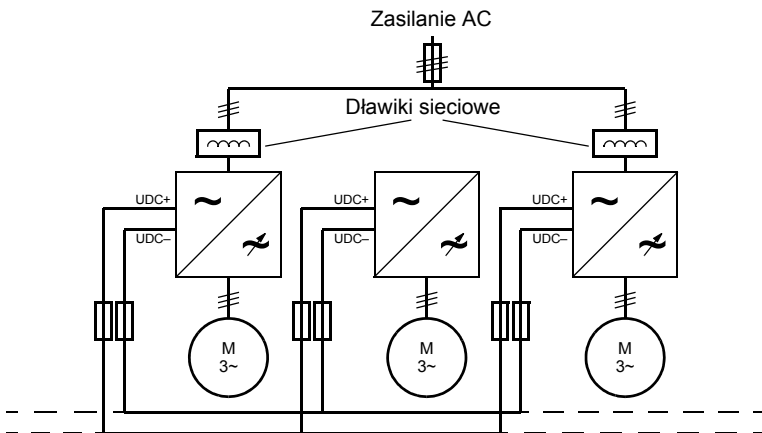 Zasilanie AC
Dławiki sieciowe
UDC+
UDC–
UDC+
UDC–
UDC+
UDC–
M
3~
M
3~
M
3~